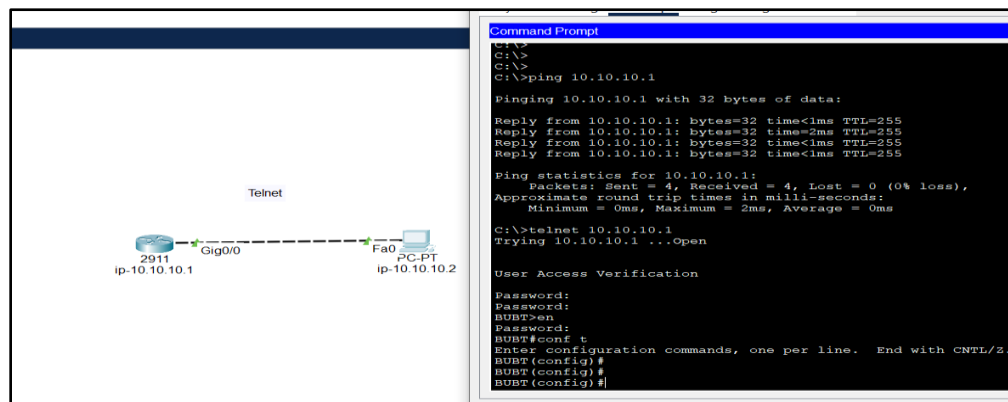 Telnet
Gig0/0
Fa0
2911
PC-PT
ip-10.10.10.1
ip-10.10.10.2
Command Prompt
C:\>
C:\>
C:\>
C:\>ping 10.10.10.1
Pinging 10.10.10.1 with 32 bytes of data:
Reply from 10.10.10.1: bytes=32 time<1ms TTL=255
Reply from 10.10.10.1: bytes=32 time=2ms TTL=255
Reply from 10.10.10.1: bytes=32 time<1ms TTL=255
Reply from 10.10.10.1: bytes=32 time<1ms TTL=255
Ping statistics for 10.10.10.1:
Packets: Sent = 4, Received = 4, Lost = 0 (0% loss),
Approximate round trip times in milli-seconds:
Minimum = 0ms, Maximum = 2ms, Average = 0ms
C:\>telnet 10.10.10.1
Trying 10.10.10.1 ...Open
User Access Verification
Password:
Password:
BUBT>en
Password:
BUBT#conf t
Enter configuration commands, one per line.  End with CNTL/Z.
BUBT(config)#
BUBT(config)#
BUBT(config)#